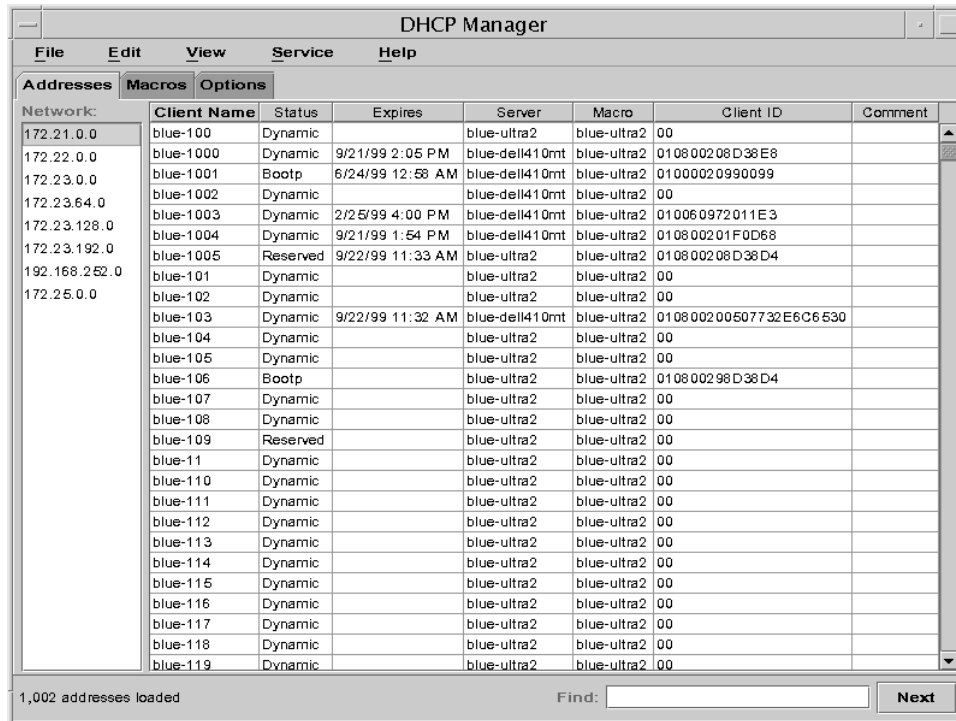 DHCP Manager
File Edit View Service Help
Addresses Macros Options
Network:
172.21.0.0
172.22.0.0
172.23.0.0
172.23.64.0
172.23.128.0
172.23.192.0
192.168.252.0
172.25.0.0
Client Name Status Expires Server Macro Client ID Comment
blue-100 Dynamic blue-ultra2 blue-ultra2 00
blue-1000 Dynamic 9/21/99 2:05 PM blue-dell410mt blue-ultra2 010800208D38E8
blue-1001 Bootp 6/24/99 12:58 AM blue-dell410mt blue-ultra2 01000020990099
blue-1002 Dynamic blue-dell410mt blue-ultra2 00
blue-1003 Dynamic 2/25/99 4:00 PM blue-dell410mt blue-ultra2 010060972011E3
blue-1004 Dynamic 9/21/99 1:54 PM blue-dell410mt blue-ultra2 010800201F0D68
blue-1005 Reserved 9/22/99 11:33 AM blue-dell410mt blue-ultra2 010800208D38D4
blue-101 Dynamic blue-ultra2 blue-ultra2 00
blue-102 Dynamic blue-ultra2 blue-ultra2 00
blue-103 Dynamic 9/22/99 11:32 AM blue-dell410mt blue-ultra2 010800200507732E6C6530
blue-104 Dynamic blue-ultra2 blue-ultra2 00
blue-105 Dynamic blue-ultra2 blue-ultra2 00
blue-106 Bootp blue-ultra2 blue-ultra2 010800298D38D4
blue-107 Dynamic blue-ultra2 blue-ultra2 00
blue-108 Dynamic blue-ultra2 blue-ultra2 00
blue-109 Reserved blue-ultra2 blue-ultra2 00
blue-11 Dynamic blue-ultra2 blue-ultra2 00
blue-110 Dynamic blue-ultra2 blue-ultra2 00
blue-111 Dynamic blue-ultra2 blue-ultra2 00
blue-112 Dynamic blue-ultra2 blue-ultra2 00
blue-113 Dynamic blue-ultra2 blue-ultra2 00
blue-114 Dynamic blue-ultra2 blue-ultra2 00
blue-115 Dynamic blue-ultra2 blue-ultra2 00
blue-116 Dynamic blue-ultra2 blue-ultra2 00
blue-117 Dynamic blue-ultra2 blue-ultra2 00
blue-118 Dynamic blue-ultra2 blue-ultra2 00
blue-119 Dynamic blue-ultra2 blue-ultra2 00
1,002 addresses loaded Find: Next